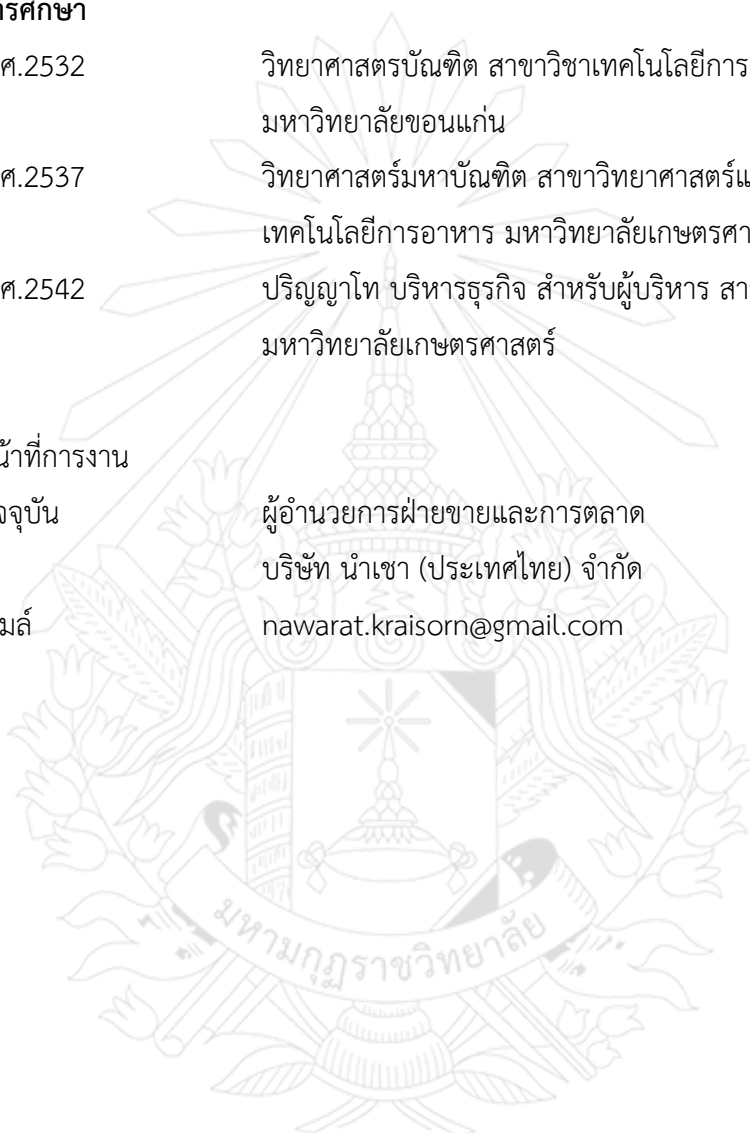 ารศึกษา
ศ.2532 วิทยาศาสตรบัณฑิต สาขาวิชาเทคโนโลยีการ
มหาวิทยาลัยขอนแก่น
ศ.2537 วิทยาศาสตร์มหาบัณฑิต สาขาวิทยาศาสตร์แ
เทคโนโลยีการอาหาร มหาวิทยาลัยเกษตรศา
ศ.2542 ปริญญาโท บริหารธุรกิจ สำหรับผู้บริหาร สา
มหาวิทยาลัยเกษตรศาสตร์
น้าที่การงาน
จจุบัน ผู้อำนวยการฝ่ายขายและการตลาด
บริษัท นำเชา (ประเทศไทย) จำกัด
มล์ nawarat.kraisorn@gmail.com
มหามกุฏราชวิทยาลัย